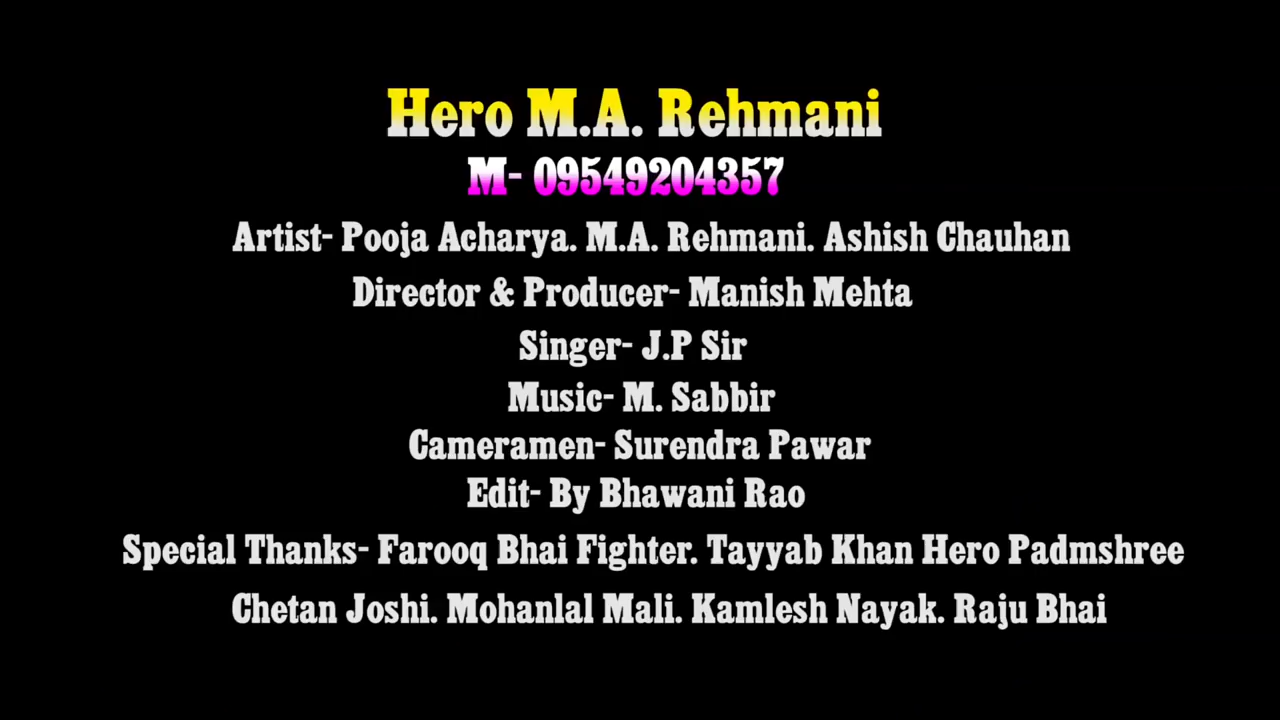 Hero M.A. Rehmani
M- 09549204357
Artist- Pooja Acharya. M.A. Rehmani. Ashish Chauhan
Director & Producer- Manish Mehta
Singer- J.P Sir
Music- M. Sabbir
Cameramen- Surendra Pawar
Edit- By Bhawani Rao
Special Thanks- Farooq Bhai Fighter. Tayyab Khan Hero Padmshree
Chetan Joshi. Mohanlal Mali. Kamlesh Nayak. Raju Bhai